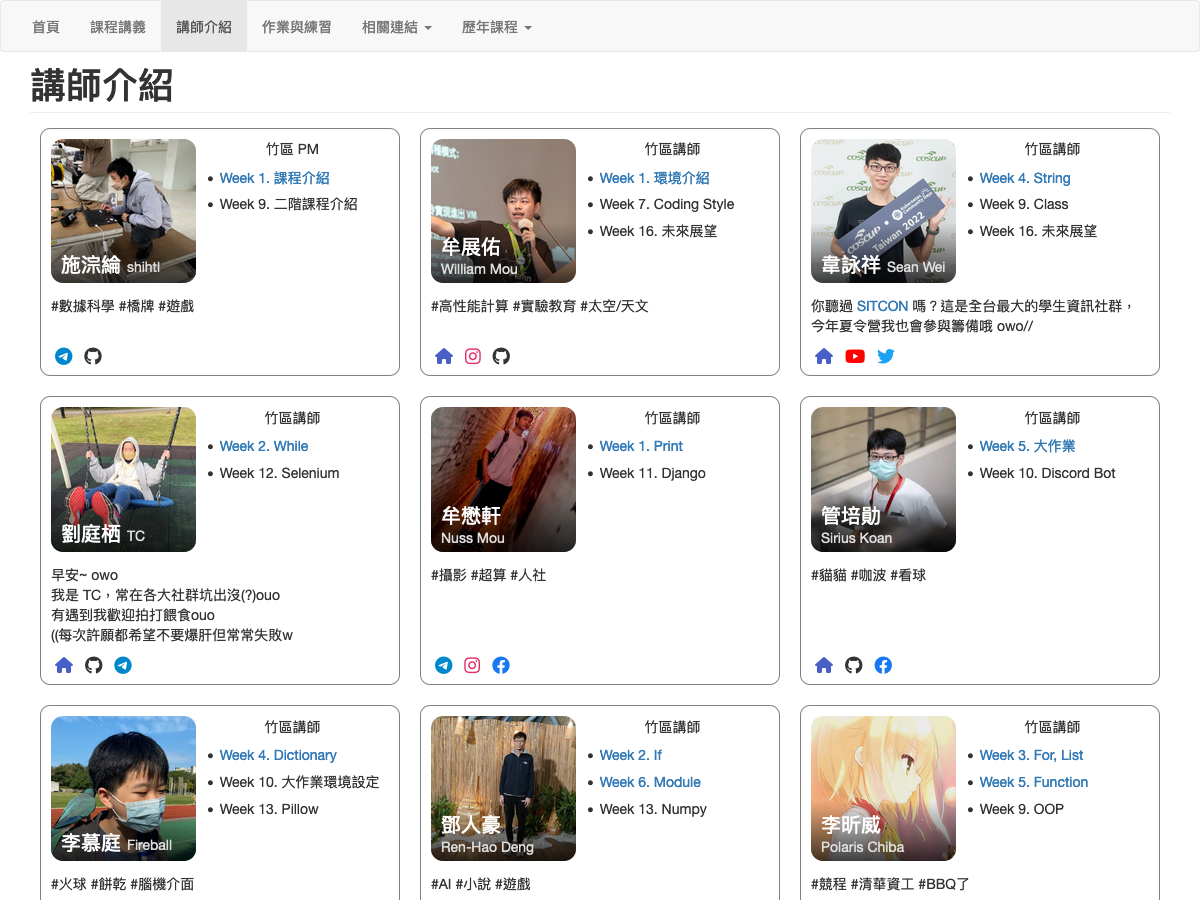 首頁
課程講義
講師介紹
作業與練習
相關連結
歷年課程
講師介紹
施淙綸 shihtl
竹區 PM
Week 1. 課程介紹
Week 9. 二階課程介紹
#數據科學 #橋牌 #遊戲
牟展佑
William Mou
竹區講師
Week 1. 環境介紹
Week 7. Coding Style
Week 16. 未來展望
#高性能計算 #實驗教育 #太空/天文
COSCUP
Kubernetes Community Days
Taiwan 2022
韋詠祥 Sean Wei
竹區講師
Week 4. String
Week 9. Class
Week 16. 未來展望
你聽過 SITCON 嗎？這是全台最大的學生資訊社群，
今年夏令營我也會參與籌備哦 owo//
劉庭栖 TC
竹區講師
Week 2. While
Week 12. Selenium
早安~ owo
我是 TC，常在各大社群坑出沒(?)ouo
有遇到我歡迎拍打餵食ouo
((每次許願都希望不要爆肝但常常失敗w
牟懋軒
Nuss Mou
竹區講師
Week 1. Print
Week 11. Django
#攝影 #超算 #人社
管培勛
Sirius Koan
竹區講師
Week 5. 大作業
Week 10. Discord Bot
#貓貓 #咖波 #看球
李慕庭 Fireball
竹區講師
Week 4. Dictionary
Week 10. 大作業環境設定
Week 13. Pillow
#火球 #餅乾 #腦機介面
鄧人豪
Ren-Hao Deng
竹區講師
Week 2. If
Week 6. Module
Week 13. Numpy
#AI #小說 #遊戲
李昕威
Polaris Chiba
竹區講師
Week 3. For, List
Week 5. Function
Week 9. OOP
#競程 #清華資工 #BBQ了